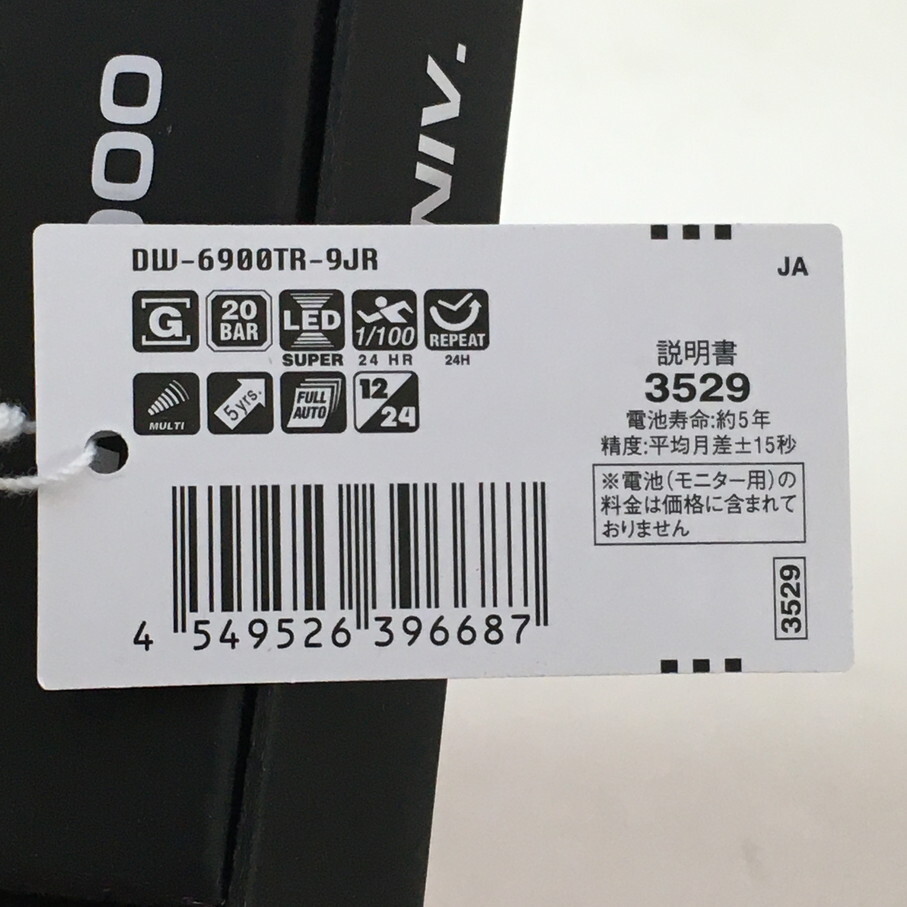 900
NIV.
DW-6900TR-9JR
JA
G
20
BAR
LED
SUPER
1/100
24 HR
REPEAT
24H
MULTI
5yrs.
FULL
AUTO
12/24
説明書
3529
電池寿命:約5年
精度:平均月差±15秒
※電池(モニター用)の
料金は価格に含まれて
おりません
3529
4 549526 396687